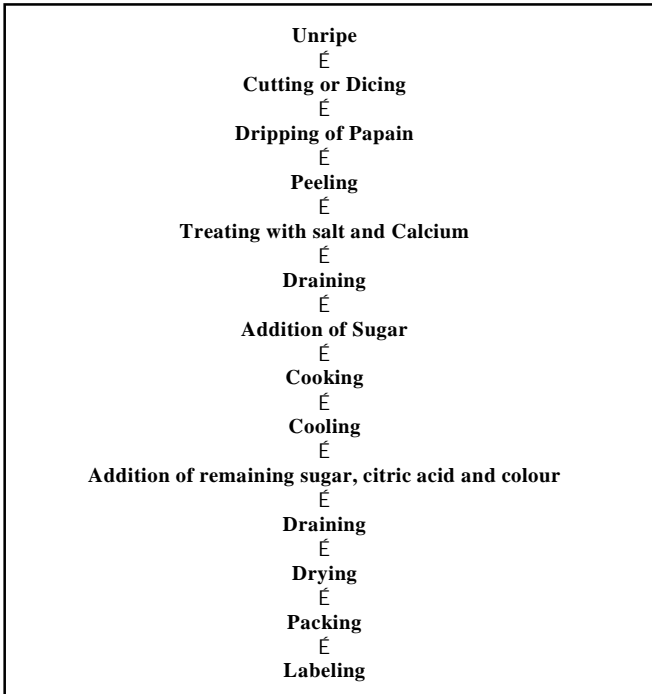 Unripe
É
Cutting or Dicing
É
Dripping of Papain
É
Peeling
É
Treating with salt and Calcium
É
Draining
É
Addition of Sugar
É
Cooking
É
Cooling
É
Addition of remaining sugar, citric acid and colour
É
Draining
É
Drying
É
Packing
É
Labeling